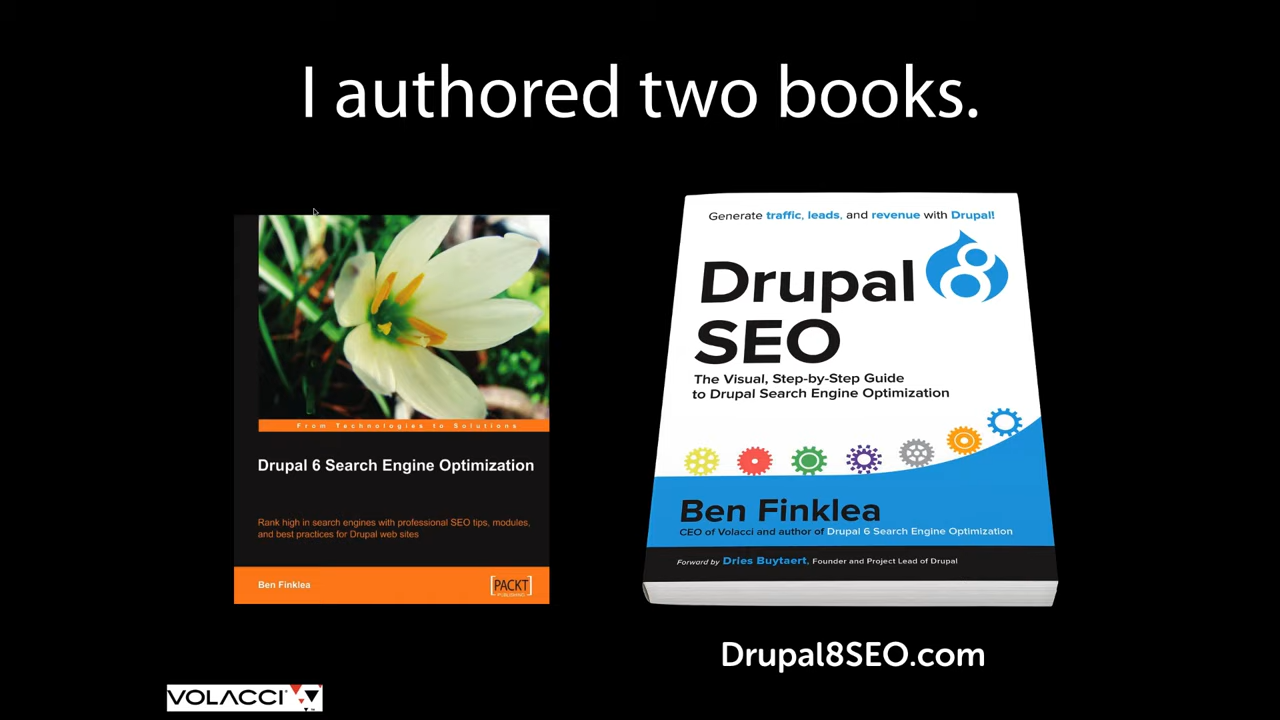 I authored two books.
From Technologies to Solutions
Drupal 6 Search Engine Optimization
Rank high in search engines with professional SEO tips, modules,
and best practices for Drupal web sites
Ben Finklea
[PACKT]
PUBLISHING
Generate traffic, leads, and revenue with Drupal!
Drupal 8
SEO
The Visual, Step-by-Step Guide
to Drupal Search Engine Optimization
Ben Finklea
CEO of Volacci and author of Drupal 6 Search Engine Optimization
Forward by Dries Buytaert, Founder and Project Lead of Drupal
Drupal8SEO.com
VOLACCI